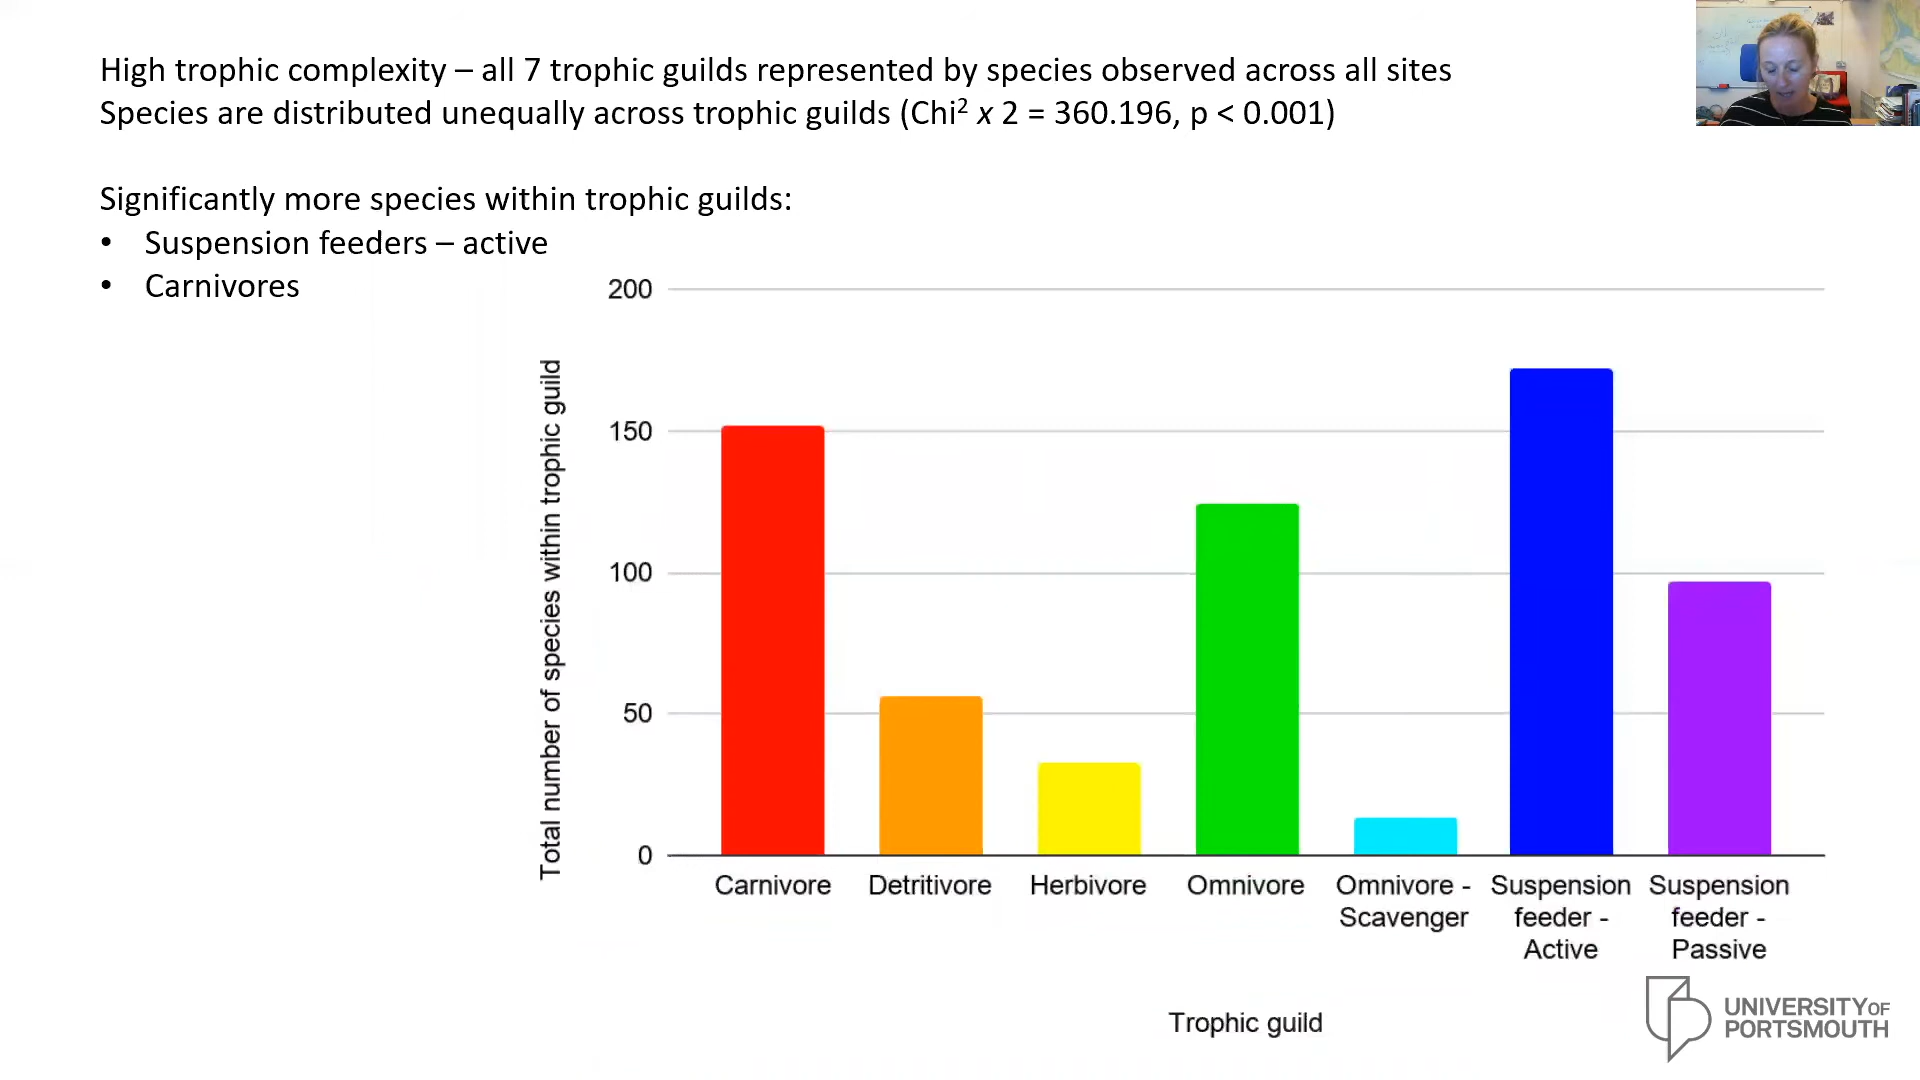 High trophic complexity – all 7 trophic guilds represented by species observed across all sites
Species are distributed unequally across trophic guilds (Chi² x 2 = 360.196, p < 0.001)
Significantly more species within trophic guilds:
• Suspension feeders – active
• Carnivores
Total number of species within trophic guild
200
150
100
50
0
Carnivore
Detritivore
Herbivore
Omnivore
Omnivore -
Scavenger
Suspension
feeder -
Active
Suspension
feeder -
Passive
Trophic guild
UNIVERSITY OF
PORTSMOUTH